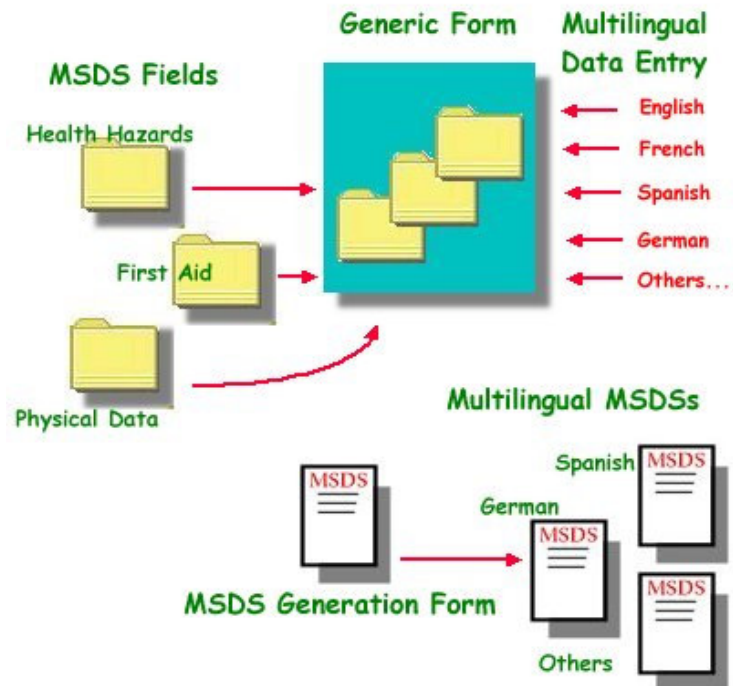 Generic Form
Multilingual
Data Entry
MSDS Fields
Health Hazards
First Aid
Physical Data
English
French
Spanish
German
Others...
Multilingual MSDSs
MSDS
MSDS Generation Form
German
MSDS
Spanish
MSDS
Others
MSDS